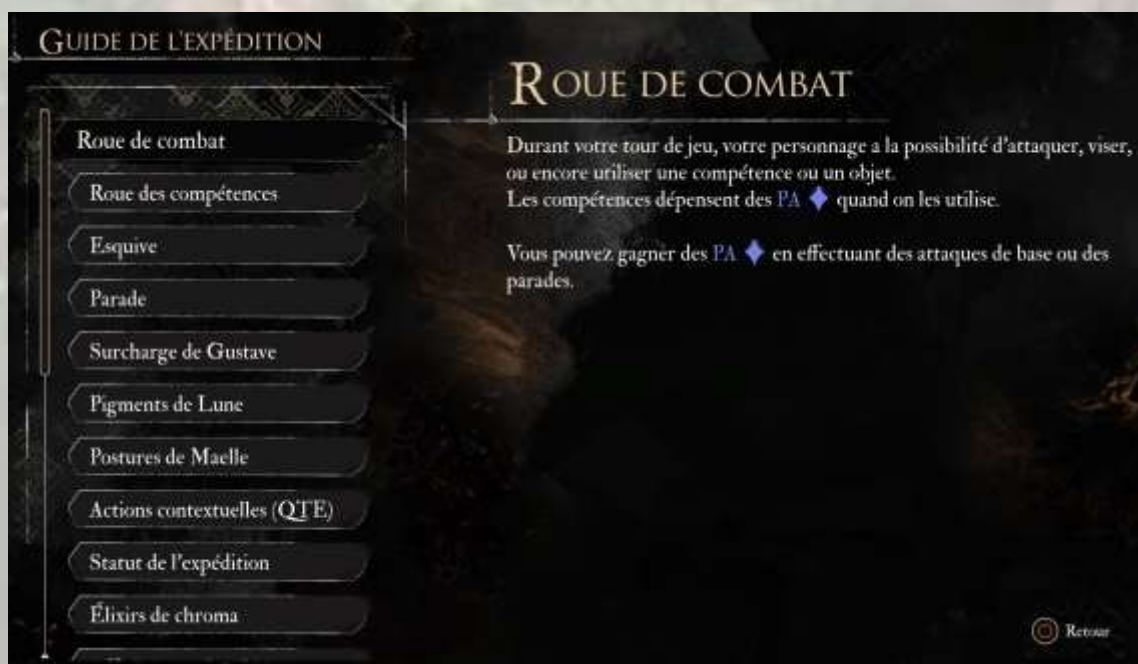 GUIDE DE L'EXPÉDITION
Roue de combat
Roue des compétences
Esquive
Parade
Surcharge de Gustave
Pigments de Lune
Postures de Maelle
Actions contextuelles (QTE)
Statut de l'expédition
Élixirs de chroma
ROUE DE COMBAT
Durant votre tour de jeu, votre personnage a la possibilité d'attaquer, viser,
ou encore utiliser une compétence ou un objet.
Les compétences dépensent des PA quand on les utilise.
Vous pouvez gagner des PA en effectuant des attaques de base ou des
parades.
Retour